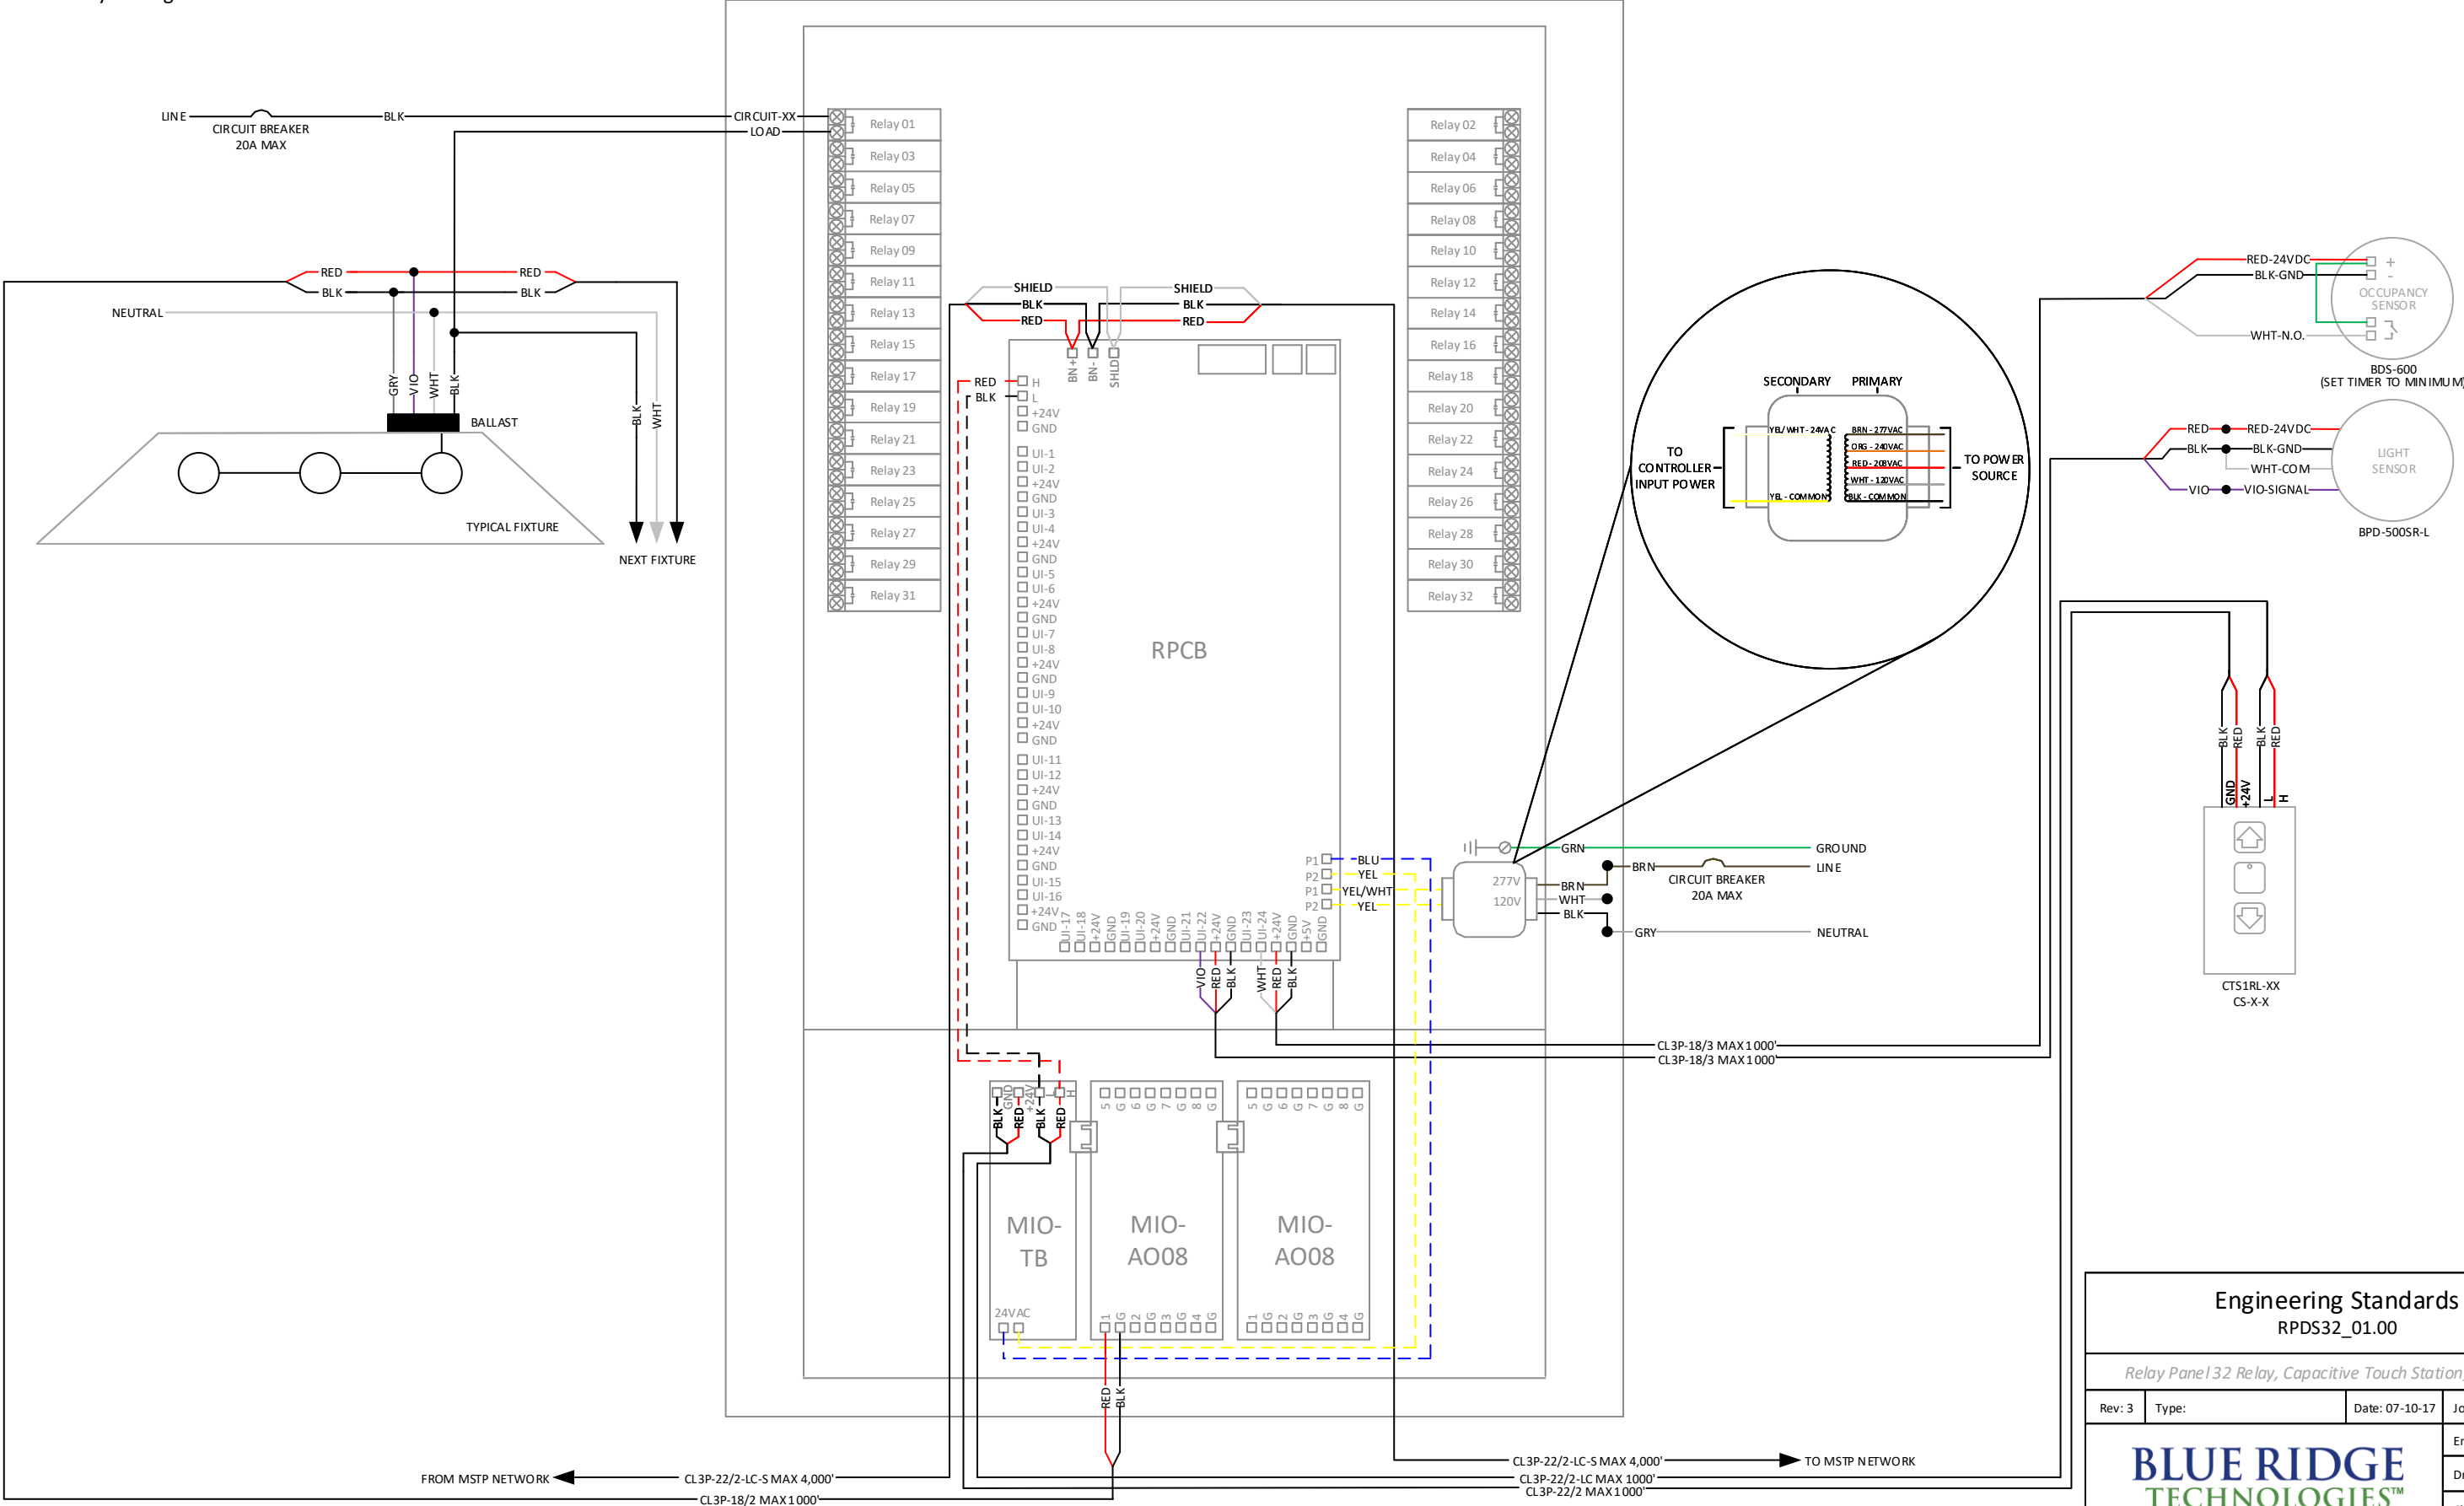 LINE
CIRCUIT BREAKER
20A MAX
BLK
CIRCUIT-XX
LOAD
RED
RED
BLK
BLK
NEUTRAL
GRY
VIO
WHT
BLK
BLK
WHT
BALLAST
TYPICAL FIXTURE
NEXT FIXTURE
Relay 01
Relay 03
Relay 05
Relay 07
Relay 09
Relay 11
Relay 13
Relay 15
Relay 17
Relay 19
Relay 21
Relay 23
Relay 25
Relay 27
Relay 29
Relay 31
Relay 02
Relay 04
Relay 06
Relay 08
Relay 10
Relay 12
Relay 14
Relay 16
Relay 18
Relay 20
Relay 22
Relay 24
Relay 26
Relay 28
Relay 30
Relay 32
SHIELD
SHIELD
BLK
BLK
RED
RED
BN+
BN-
SHLD
RED
BLK
H
L
+24V
GND
UI-1
UI-2
+24V
GND
UI-3
UI-4
+24V
GND
UI-5
UI-6
+24V
GND
UI-7
UI-8
+24V
GND
UI-9
UI-10
+24V
GND
UI-11
UI-12
+24V
GND
UI-13
UI-14
+24V
GND
UI-15
UI-16
+24V
GND
RPCB
UI-17
UI-18
+24V
GND
UI-19
UI-20
+24V
GND
UI-21
UI-22
+24V
GND
UI-23
UI-24
+24V
GND
+5V
GND
P1
P2
P1
P2
BLU
YEL
YEL/WHT
YEL
VIO
RED
BLK
WHT
RED
BLK
277V
120V
GRN
GROUND
BRN
BRN
LINE
CIRCUIT BREAKER
20A MAX
WHT
BLK
GRY
NEUTRAL
SECONDARY
PRIMARY
YEL/WHT - 24VAC
YEL - COMMON
BRN - 277VAC
ORG - 240VAC
RED - 208VAC
WHT - 120VAC
BLK - COMMON
TO
CONTROLLER
INPUT POWER
TO POWER
SOURCE
RED-24VDC
BLK-GND
WHT-N.O.
+
-
OCCUPANCY
SENSOR
BDS-600
(SET TIMER TO MINIMUM)
RED
RED-24VDC
BLK
BLK-GND
WHT-COM
VIO
VIO-SIGNAL
LIGHT
SENSOR
BPD-500SR-L
BLK
RED
BLK
RED
GND
+24V
L
H
CTS1RL-XX
CS-X-X
CL3P-18/3 MAX 1000'
CL3P-18/3 MAX 1000'
GND
+24V
L
H
BLK
RED
BLK
RED
MIO-
TB
24VAC
5
G
6
G
7
G
8
G
MIO-
AO08
1
G
2
G
3
G
4
G
5
G
6
G
7
G
8
G
MIO-
AO08
1
G
2
G
3
G
4
G
RED
BLK
FROM MSTP NETWORK
CL3P-22/2-LC-S MAX 4,000'
CL3P-18/2 MAX 1000'
CL3P-22/2-LC-S MAX 4,000'
TO MSTP NETWORK
CL3P-22/2-LC MAX 1000'
CL3P-22/2 MAX 1000'
Engineering Standards
RPDS32_01.00
Relay Panel 32 Relay, Capacitive Touch Station
Rev: 3
Type:
Date: 07-10-17
BLUE RIDGE
TECHNOLOGIES™